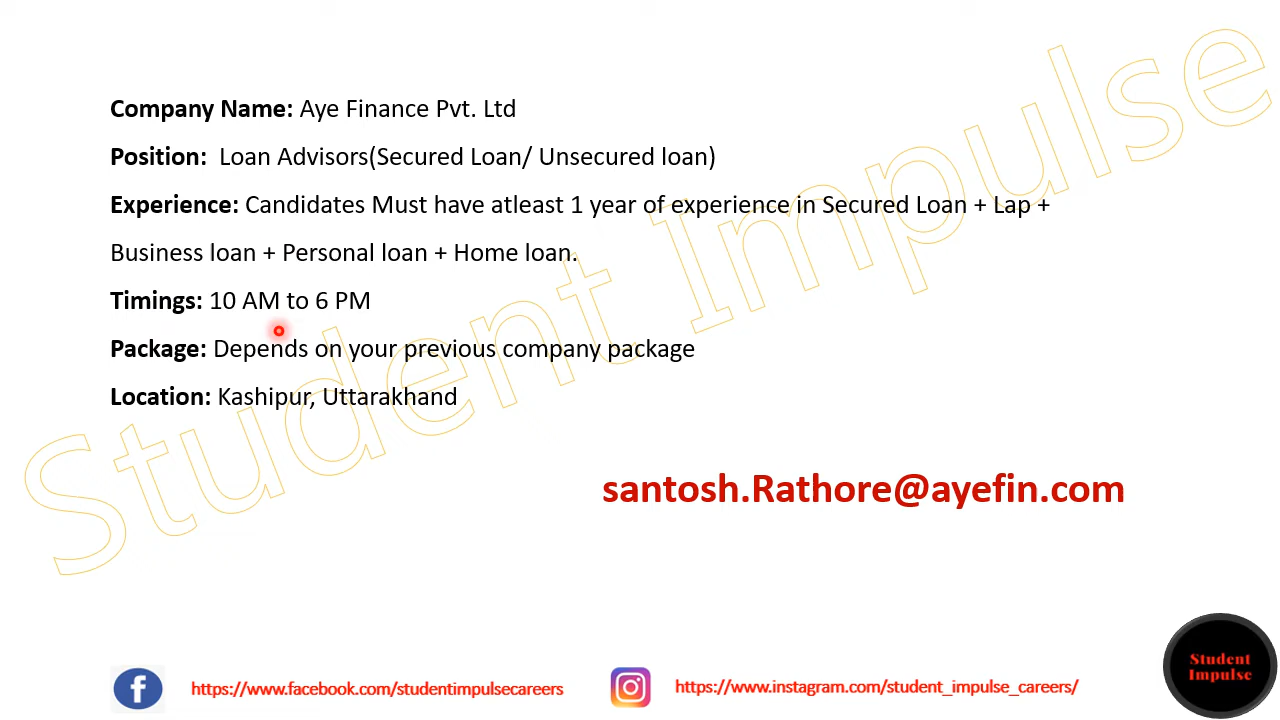 Company Name: Aye Finance Pvt. Ltd
Position: Loan Advisors(Secured Loan/ Unsecured loan)
Experience: Candidates Must have atleast 1 year of experience in Secured Loan + Lap +
Business loan + Personal loan + Home loan.
Timings: 10 AM to 6 PM
Package: Depends on your previous company package
Location: Kashipur, Uttarakhand
Student Impulse
santosh.Rathore@ayefin.com
https://www.facebook.com/studentimpulsecareers
https://www.instagram.com/student_impulse_careers/
Student
Impulse